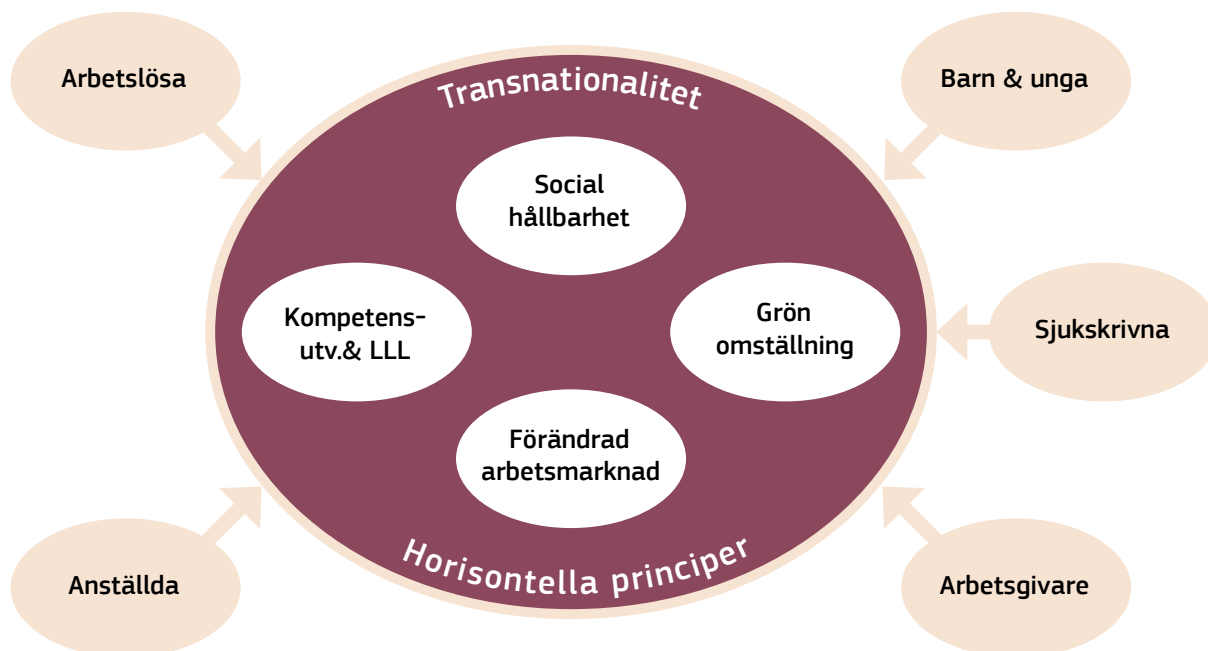 Arbetslösa
Barn & unga
Transnationalitet
Social
hållbarhet
Kompetens-
utv.& LLL
Grön
omställning
Sjukskrivna
Förändrad
arbetsmarknad
Horisontella principer
Anställda
Arbetsgivare